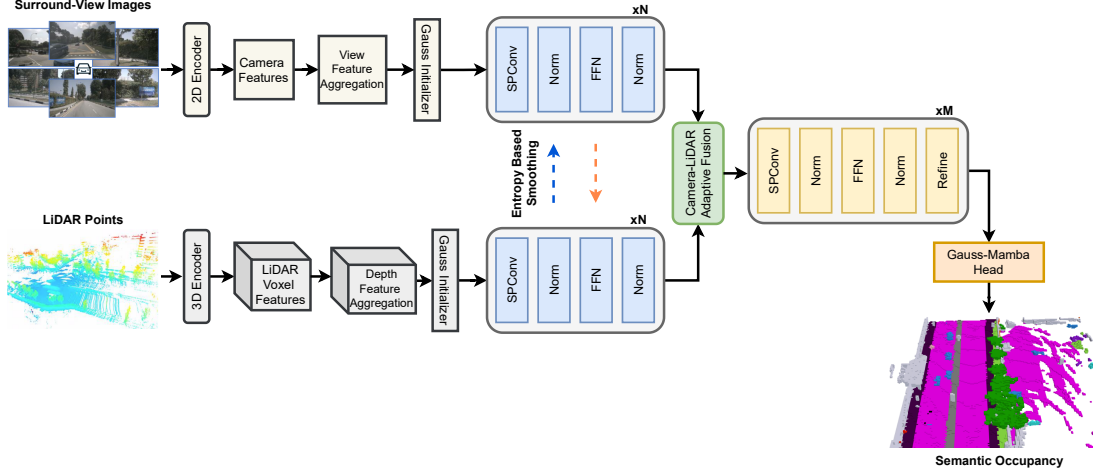 Surround-View Images
2D Encoder
Camera
Features
View
Feature
Aggregation
Gauss Initializer
xN
SPConv
Norm
FFN
Norm
Entropy Based
Smoothing
Camera-LiDAR
Adaptive Fusion
xM
SPConv
Norm
FFN
Norm
Refine
LiDAR Points
3D Encoder
LiDAR
Voxel
Features
Depth
Feature
Aggregation
Gauss Initializer
xN
SPConv
Norm
FFN
Norm
Gauss-Mamba
Head
Semantic Occupancy